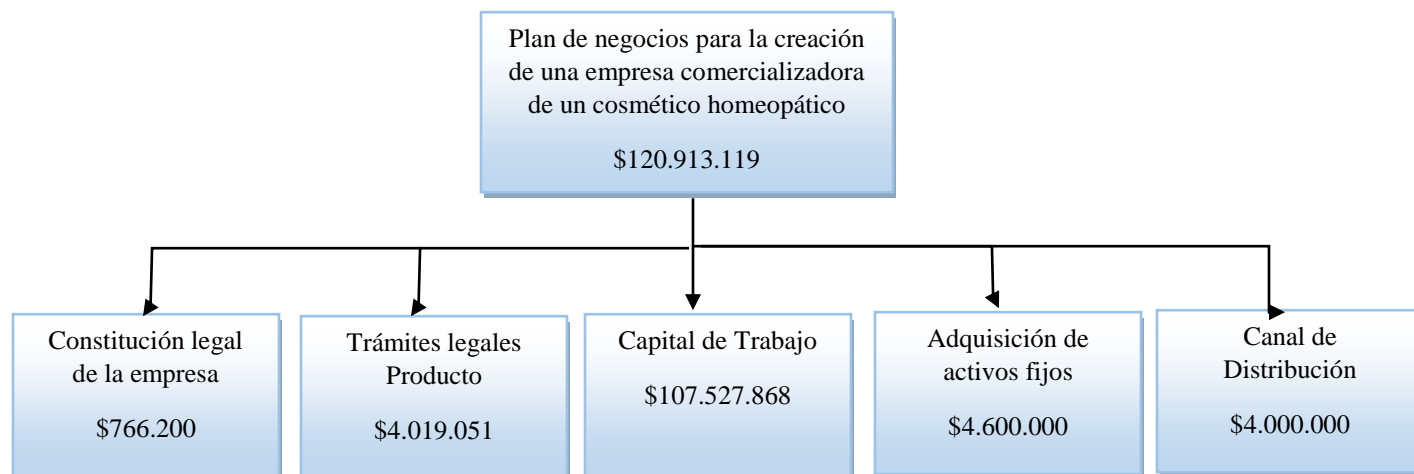 Plan de negocios para la creación
de una empresa comercializadora
de un cosmético homeopático
$120.913.119
Constitución legal
de la empresa
$766.200
Trámites legales
Producto
$4.019.051
Capital de Trabajo
$107.527.868
Adquisición de
activos fijos
$4.600.000
Canal de
Distribución
$4.000.000